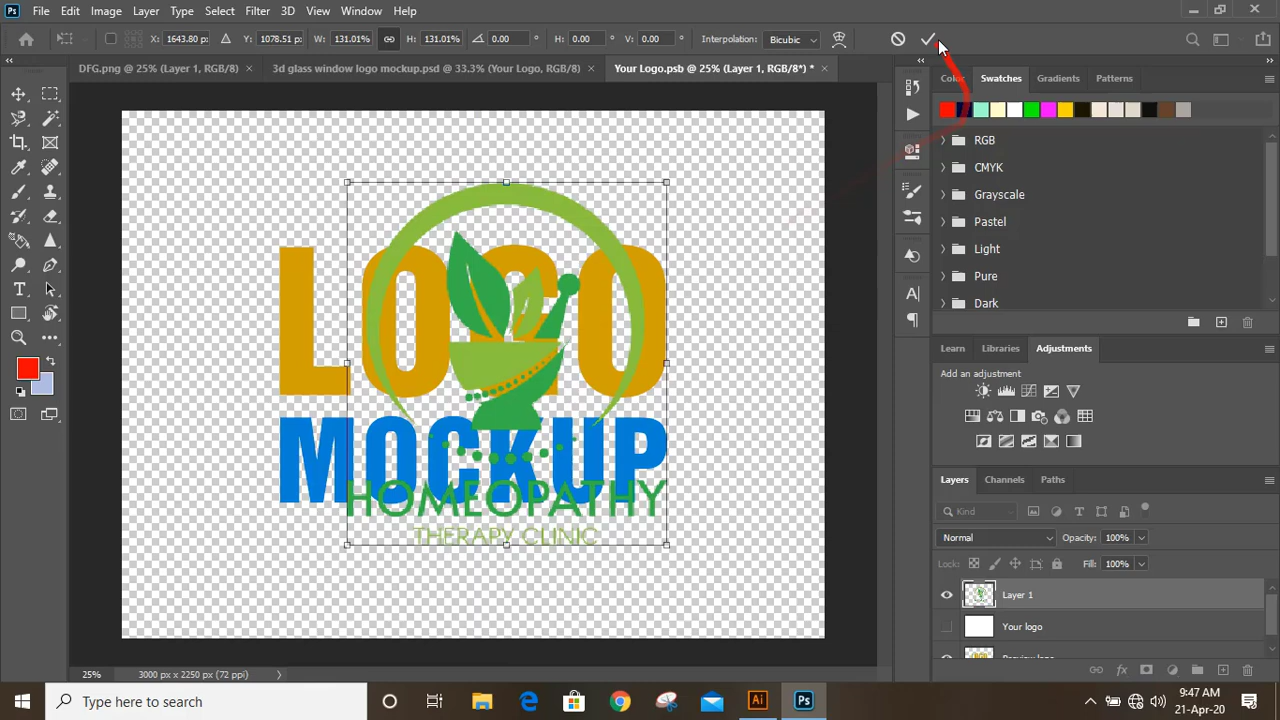 Ps File Edit Image Layer Type Select Filter 3D View Window Help
X: 1643.80 px Y: 1078.51 px W: 131.01% H: 131.01% 0.00 ° H: 0.00 ° V: 0.00 ° Interpolation: Bicubic
DFG.png @ 25% (Layer 1, RGB/8) × 3d glass window logo mockup.psd @ 33.3% (Your Logo, RGB/8) × Your Logo.psb @ 25% (Layer 1, RGB/8*) * ×
Color Swatches Gradients Patterns
RGB
CMYK
Grayscale
Pastel
Light
Pure
Dark
LOGO
MOCKUP
HOMEOPATHY
THERAPY CLINIC
Learn Libraries Adjustments
Add an adjustment
Layers Channels Paths
Kind
Normal Opacity: 100%
Lock: Fill: 100%
Layer 1
Your logo
Preview logo
25% 3000 px x 2250 px (72 ppi)
Type here to search
Ai Ps
9:47 AM
21-Apr-20